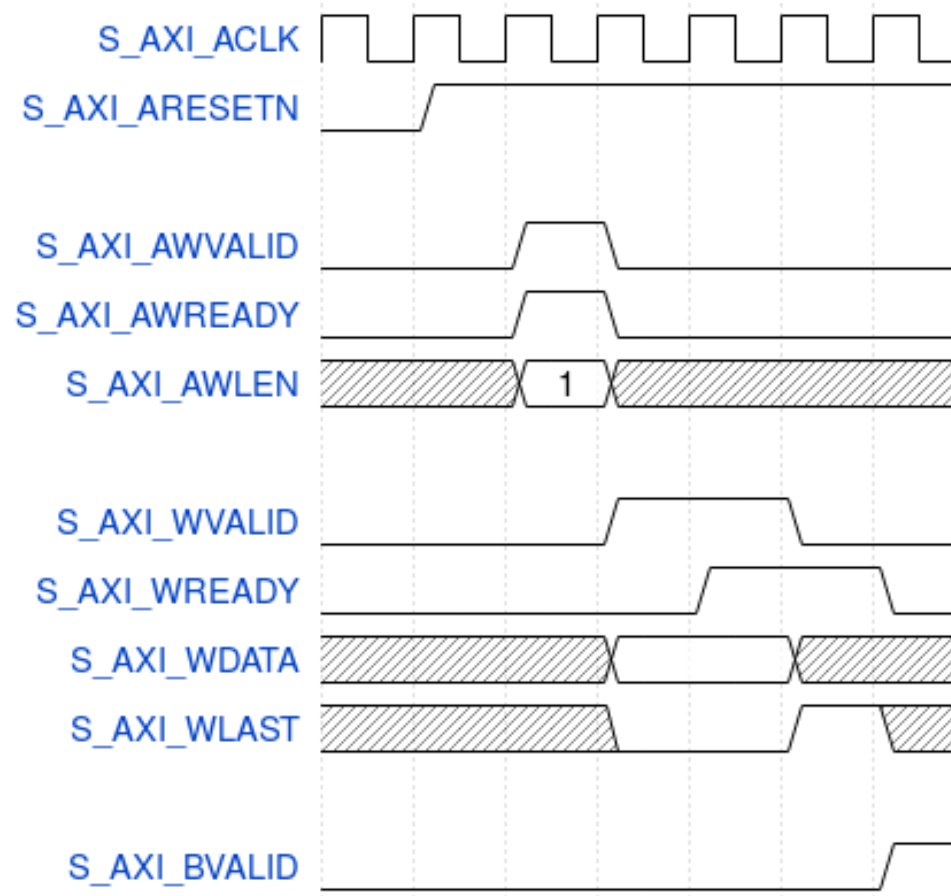 S_AXI_ACLK
S_AXI_ARESETN
S_AXI_AWVALID
S_AXI_AWREADY
S_AXI_AWLEN 1
S_AXI_WVALID
S_AXI_WREADY
S_AXI_WDATA
S_AXI_WLAST
S_AXI_BVALID